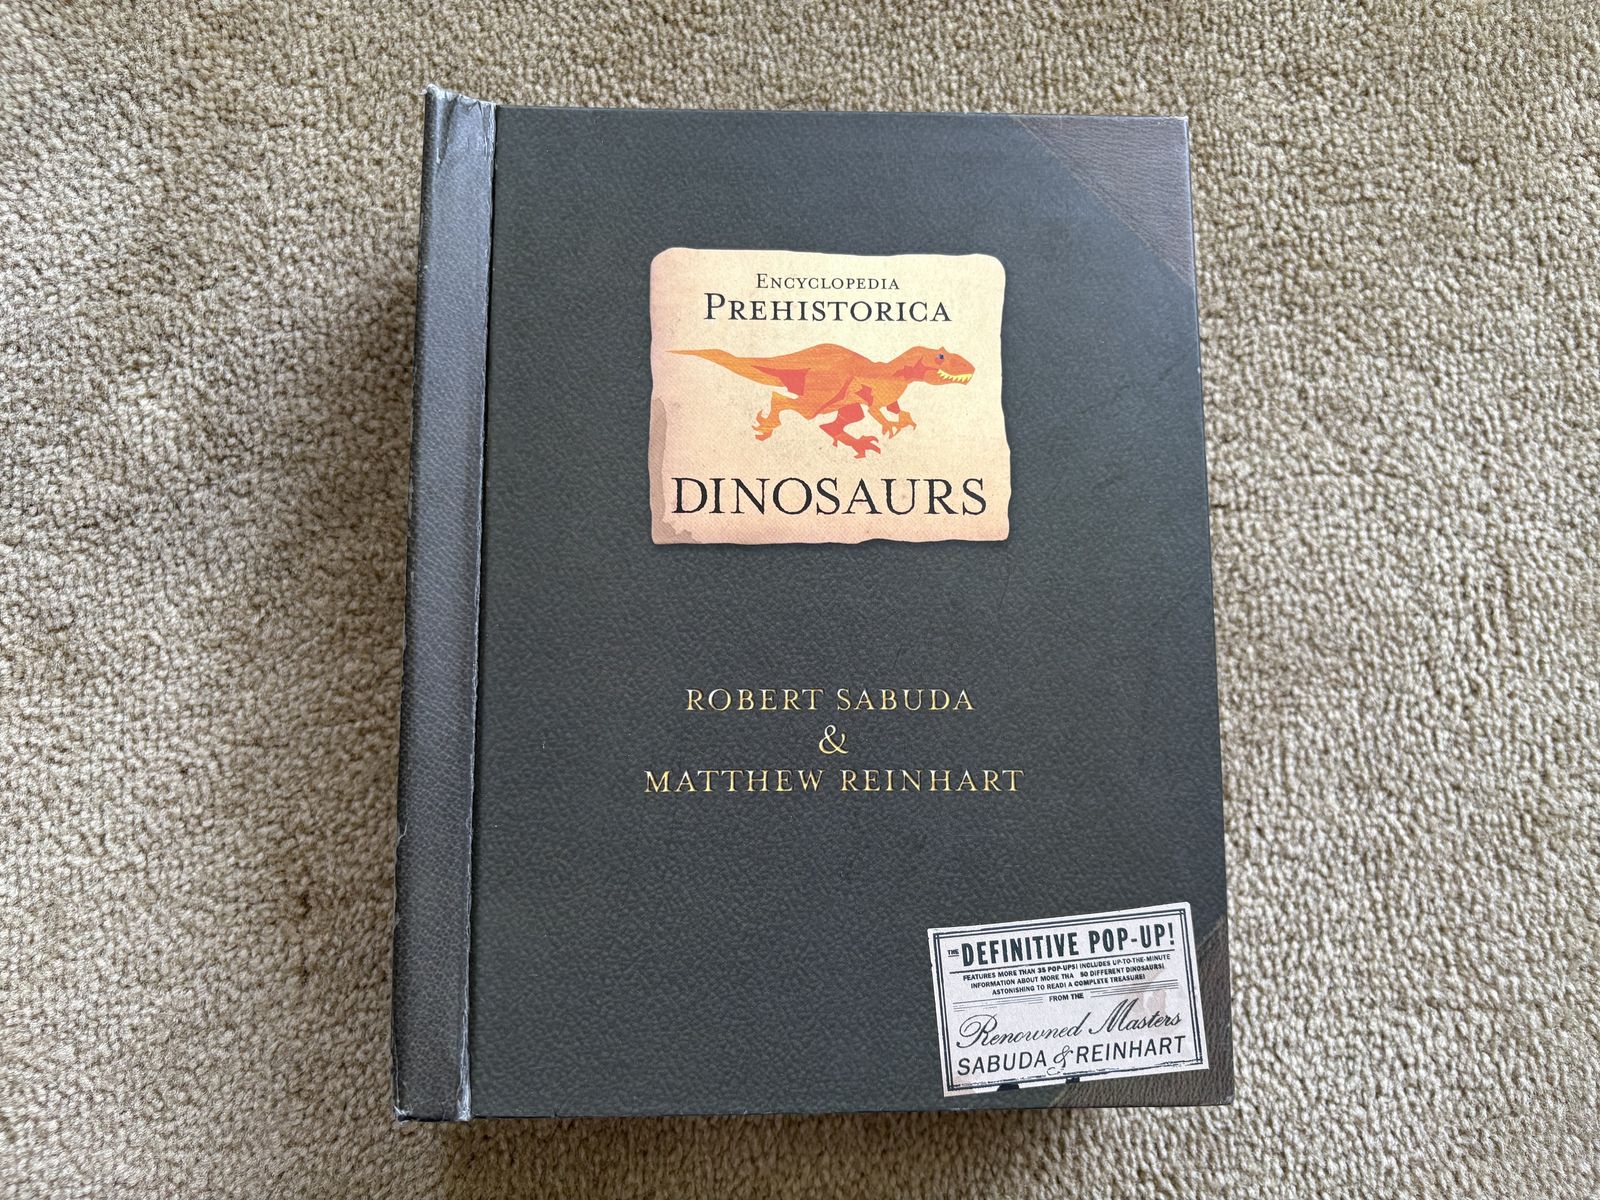 ENCYCLOPEDIA
PREHISTORICA
DINOSAURS
ROBERT SABUDA
&
MATTHEW REINHART
THE DEFINITIVE POP-UP!
FEATURES MORE THAN 35 POP-UPS! INCLUDES UP-TO-THE-MINUTE
INFORMATION ABOUT MORE THA 50 DIFFERENT DINOSAURS!
ASTONISHING TO READ! A COMPLETE TREASURE!
FROM THE
Renowned Masters
SABUDA & REINHART